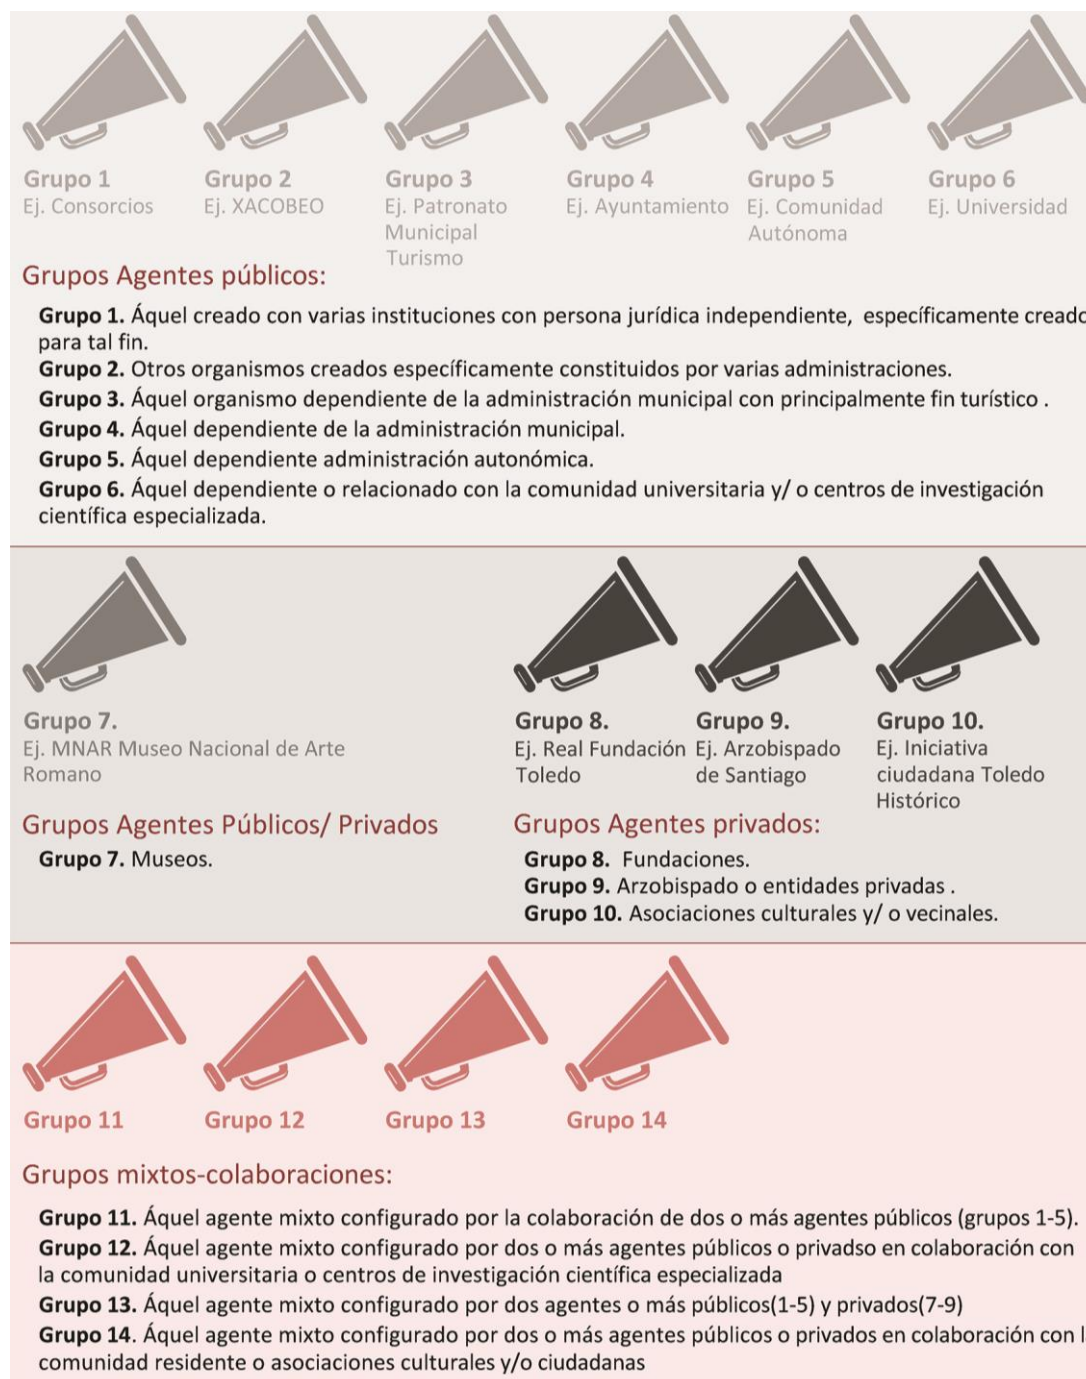 Grupo 1
Ej. Consorcios
Grupo 2
Ej. XACOBEO
Grupo 3
Ej. Patronato
Municipal
Turismo
Grupo 4
Ej. Ayuntamiento
Grupo 5
Ej. Comunidad
Autónoma
Grupo 6
Ej. Universidad
Grupos Agentes públicos:
Grupo 1. Áquel creado con varias instituciones con persona jurídica independiente, específicamente creado
para tal fin.
Grupo 2. Otros organismos creados específicamente constituidos por varias administraciones.
Grupo 3. Áquel organismo dependiente de la administración municipal con principalmente fin turístico .
Grupo 4. Áquel dependiente de la administración municipal.
Grupo 5. Áquel dependiente administración autonómica.
Grupo 6. Áquel dependiente o relacionado con la comunidad universitaria y/ o centros de investigación
científica especializada.
Grupo 7.
Ej. MNAR Museo Nacional de Arte
Romano
Grupos Agentes Públicos/ Privados
Grupo 7. Museos.
Grupo 8.
Ej. Real Fundación
Toledo
Grupo 9.
Ej. Arzobispado
de Santiago
Grupo 10.
Ej. Iniciativa
ciudadana Toledo
Histórico
Grupos Agentes privados:
Grupo 8. Fundaciones.
Grupo 9. Arzobispado o entidades privadas .
Grupo 10. Asociaciones culturales y/ o vecinales.
Grupo 11
Grupo 12
Grupo 13
Grupo 14
Grupos mixtos-colaboraciones:
Grupo 11. Áquel agente mixto configurado por la colaboración de dos o más agentes públicos (grupos 1-5).
Grupo 12. Áquel agente mixto configurado por dos o más agentes públicos o privadso en colaboración con
la comunidad universitaria o centros de investigación científica especializada
Grupo 13. Áquel agente mixto configurado por dos agentes o más públicos(1-5) y privados(7-9)
Grupo 14. Áquel agente mixto configurado por dos o más agentes públicos o privados en colaboración con l
comunidad residente o asociaciones culturales y/o ciudadanas